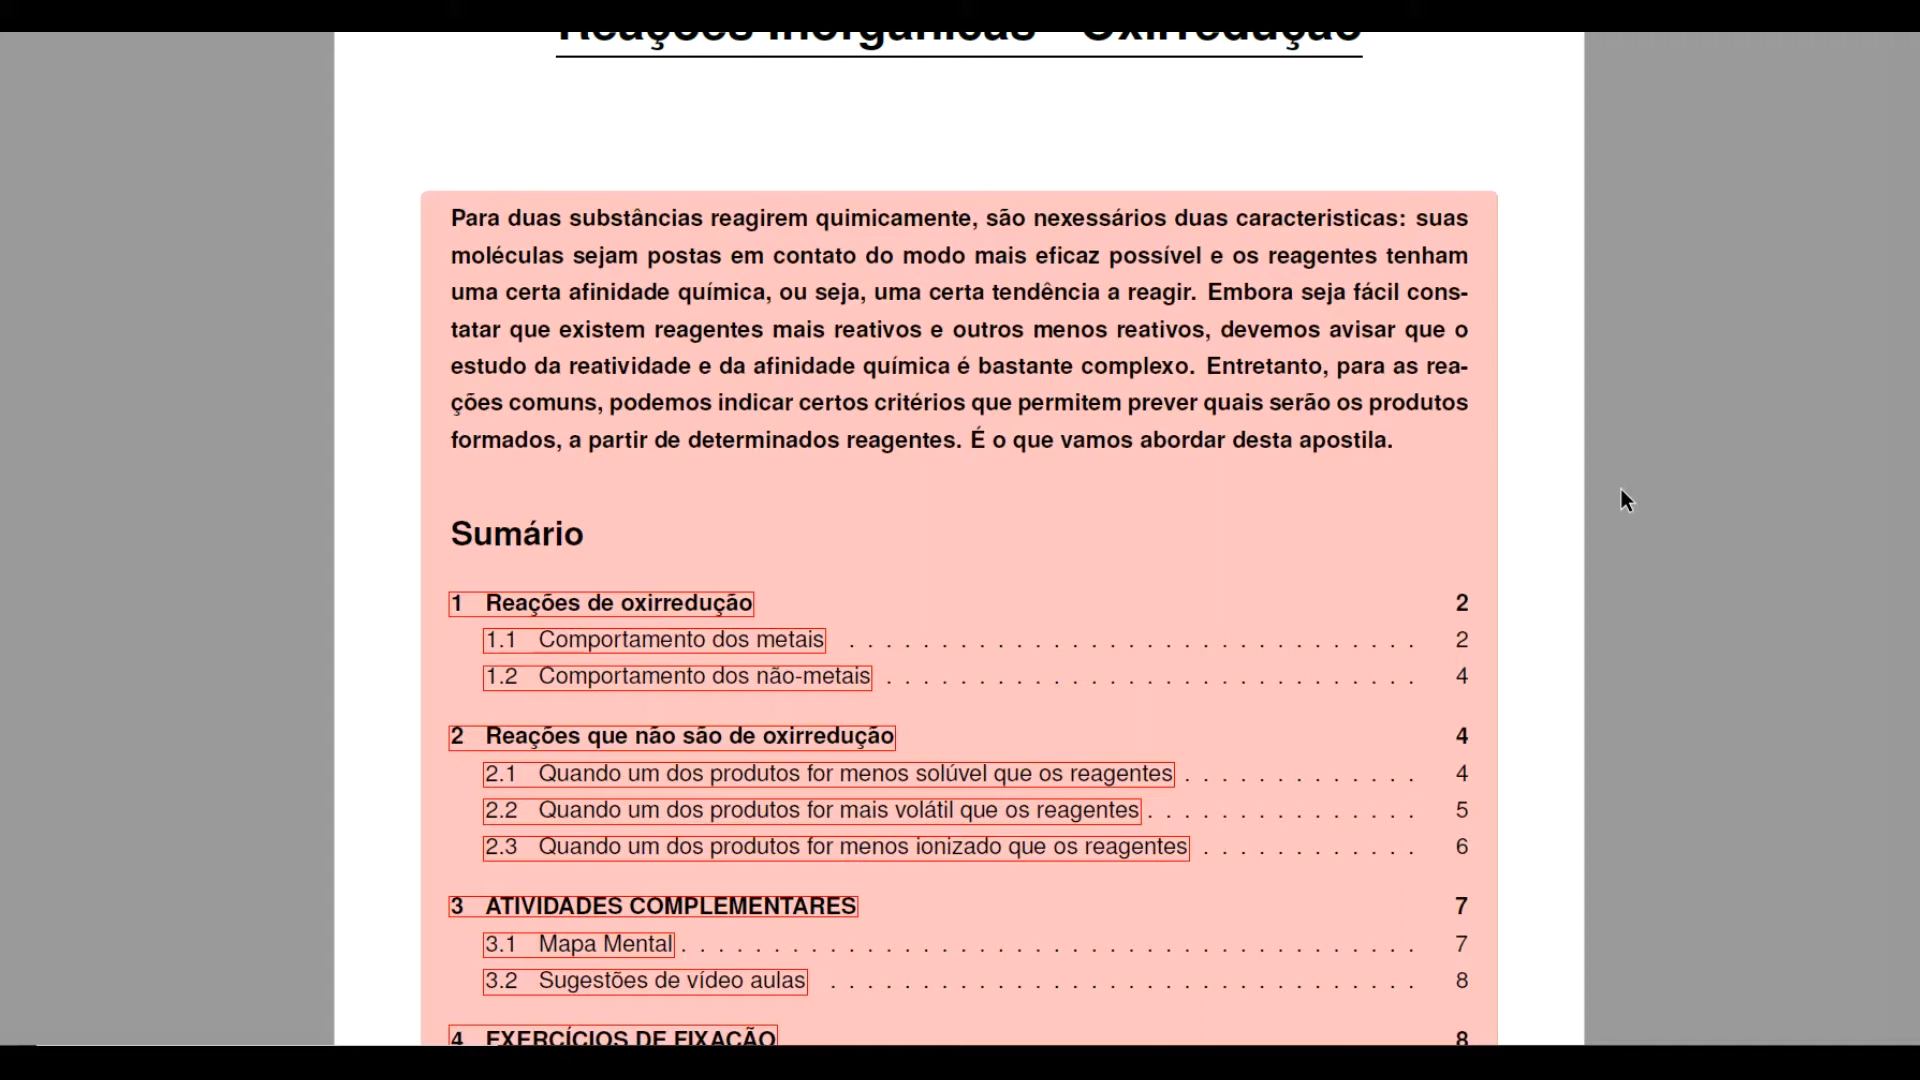 Reações Inorgânicas - Oxirredução
Para duas substâncias reagirem quimicamente, são nexessários duas caracteristicas: suas
moléculas sejam postas em contato do modo mais eficaz possível e os reagentes tenham
uma certa afinidade química, ou seja, uma certa tendência a reagir. Embora seja fácil cons-
tatar que existem reagentes mais reativos e outros menos reativos, devemos avisar que o
estudo da reatividade e da afinidade química é bastante complexo. Entretanto, para as rea-
ções comuns, podemos indicar certos critérios que permitem prever quais serão os produtos
formados, a partir de determinados reagentes. É o que vamos abordar desta apostila.
Sumário
1 Reações de oxirredução 2
1.1 Comportamento dos metais . . . . . . . . . . . . . . . . . . . . . . . . . . . . . . . 2
1.2 Comportamento dos não-metais . . . . . . . . . . . . . . . . . . . . . . . . . . . . . 4
2 Reações que não são de oxirredução 4
2.1 Quando um dos produtos for menos solúvel que os reagentes . . . . . . . . . . . . . 4
2.2 Quando um dos produtos for mais volátil que os reagentes . . . . . . . . . . . . . . . 5
2.3 Quando um dos produtos for menos ionizado que os reagentes . . . . . . . . . . . . 6
3 ATIVIDADES COMPLEMENTARES 7
3.1 Mapa Mental . . . . . . . . . . . . . . . . . . . . . . . . . . . . . . . . . . . . . . . . 7
3.2 Sugestões de vídeo aulas . . . . . . . . . . . . . . . . . . . . . . . . . . . . . . . . 8
4 EXERCÍCIOS DE FIXAÇÃO 8